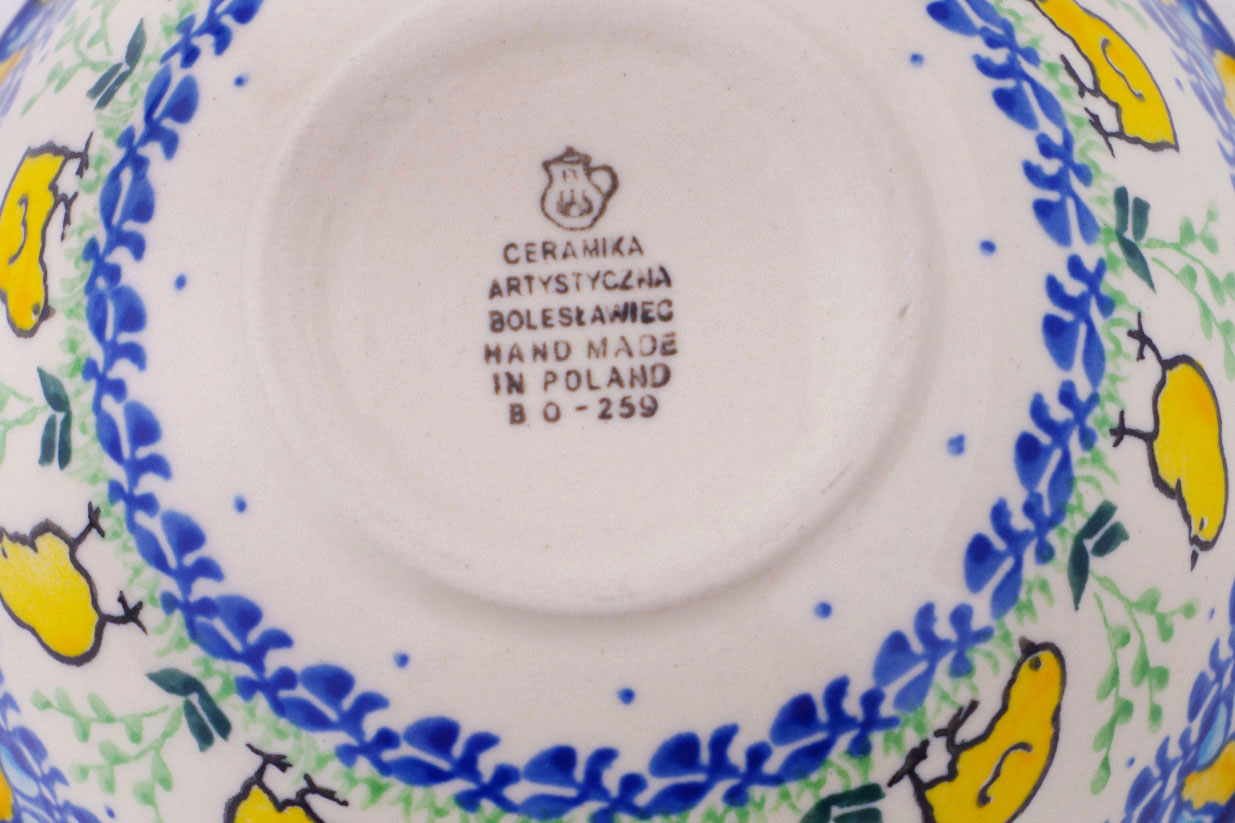 CERAMIKA
ARTYSTYCZNA
BOLESŁAWIEC
HAND MADE
IN POLAND
B O - 259